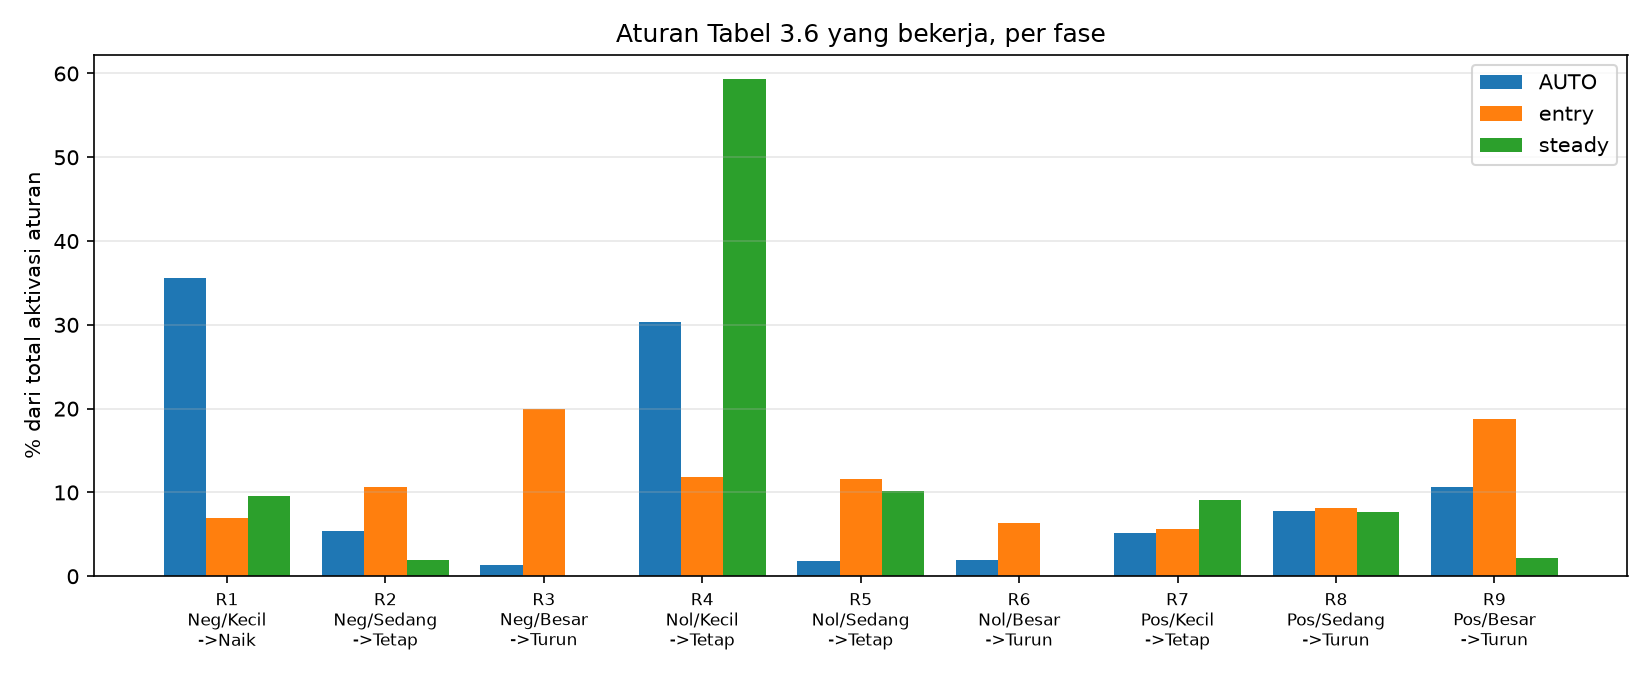 Aturan Tabel 3.6 yang bekerja, per fase
% dari total aktivasi aturan
60
50
40
30
20
10
0
AUTO
entry
steady
R1
Neg/Kecil
->Naik
R2
Neg/Sedang
->Tetap
R3
Neg/Besar
->Turun
R4
Nol/Kecil
->Tetap
R5
Nol/Sedang
->Tetap
R6
Nol/Besar
->Turun
R7
Pos/Kecil
->Tetap
R8
Pos/Sedang
->Turun
R9
Pos/Besar
->Turun